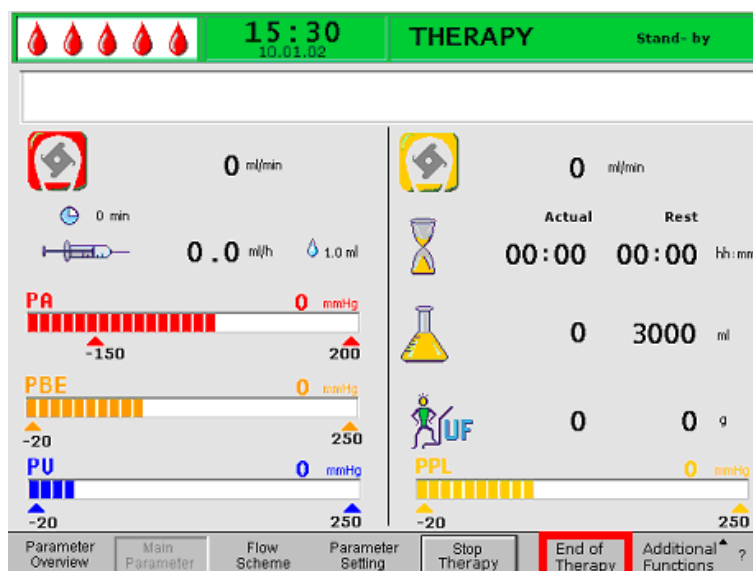 15:30 THERAPY Stand-by
10.01.02
0 ml/min
0 ml/min
0 min
Actual Rest
0.0 ml/h 1.0 ml
00:00 00:00 hh:mm
PA 0 mmHg
-150 200
0 3000 ml
PBE 0 mmHg
-20 250
UF 0 0 g
PV 0 mmHg
PPL 0 mmHg
-20 250
-20 250
Parameter Overview
Main Parameter
Flow Scheme
Parameter Setting
Stop Therapy
End of Therapy
Additional Functions
?